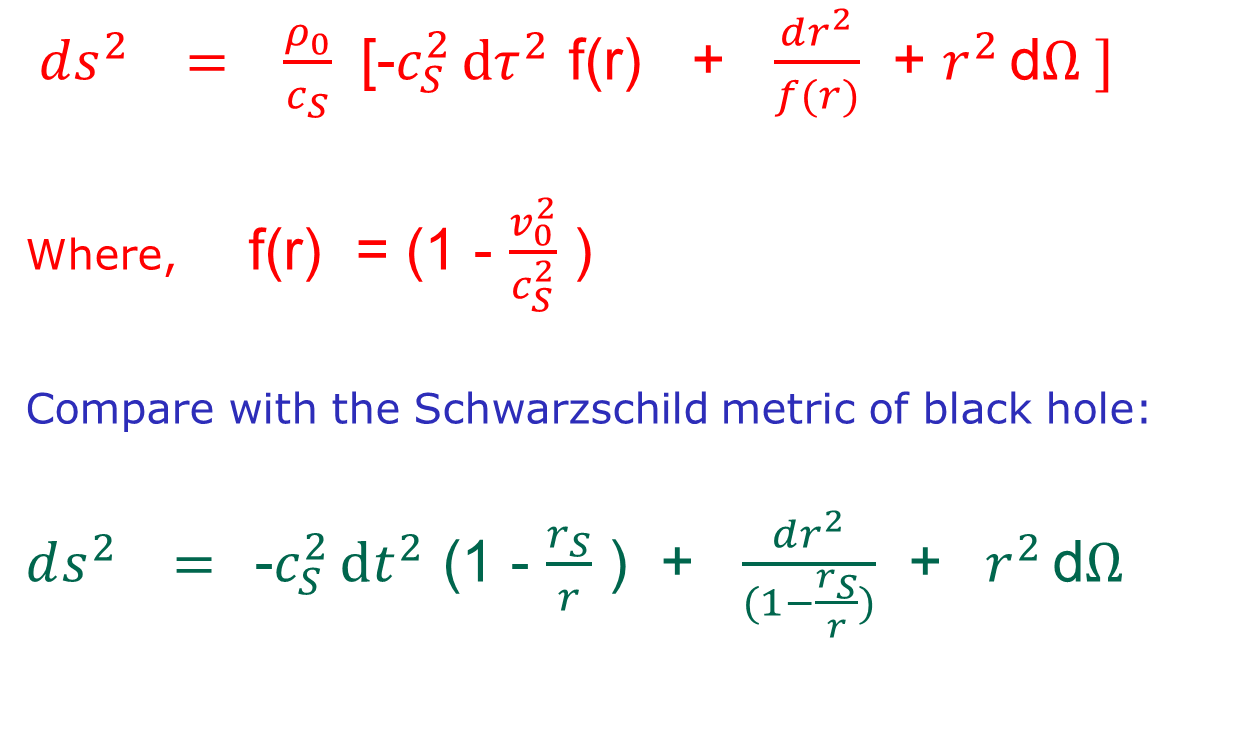 𝑑𝑠² = ρ₀/c_S [-c_S² dτ² f(r) + dr²/f(r) + r² dΩ ]
Where, f(r) = (1 - v₀²/c_S² )
Compare with the Schwarzschild metric of black hole:
ds² = -c_S² dt² (1 - r_S/r ) + dr²/(1−r_S/r) + r² dΩ